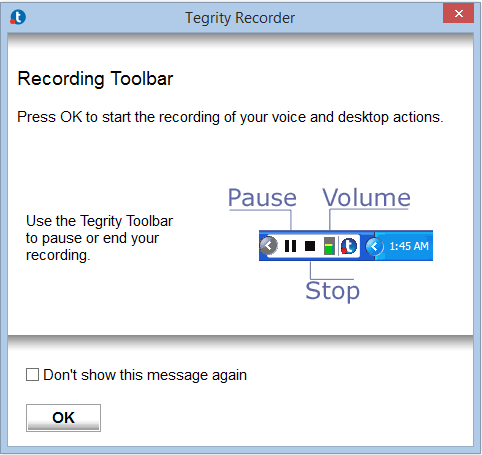 Tegrity Recorder
Recording Toolbar
Press OK to start the recording of your voice and desktop actions.
Pause Volume
Use the Tegrity Toolbar
to pause or end your
recording.
t 1:45 AM
Stop
Don't show this message again
OK